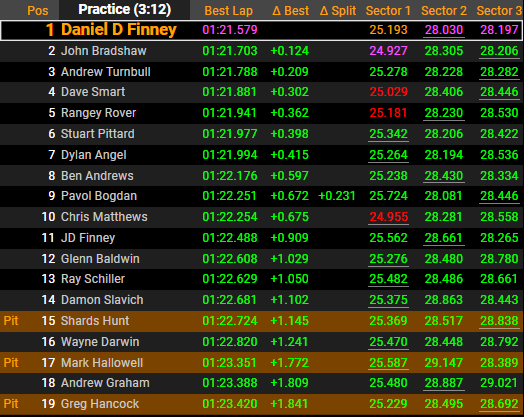 Pos Practice (3:12) Best Lap Δ Best Δ Split Sector 1 Sector 2 Sector 3
1 Daniel D Finney 01:21.579 25.193 28.030 28.197
2 John Bradshaw 01:21.703 +0.124 24.927 28.305 28.206
3 Andrew Turnbull 01:21.788 +0.209 25.278 28.228 28.282
4 Dave Smart 01:21.881 +0.302 25.029 28.406 28.446
5 Rangey Rover 01:21.941 +0.362 25.181 28.230 28.530
6 Stuart Pittard 01:21.977 +0.398 25.342 28.206 28.422
7 Dylan Angel 01:21.994 +0.415 25.264 28.194 28.536
8 Ben Andrews 01:22.176 +0.597 25.238 28.430 28.334
9 Pavol Bogdan 01:22.251 +0.672 +0.231 25.724 28.081 28.446
10 Chris Matthews 01:22.254 +0.675 24.955 28.281 28.558
11 JD Finney 01:22.488 +0.909 25.562 28.661 28.265
12 Glenn Baldwin 01:22.608 +1.029 25.276 28.480 28.780
13 Ray Schiller 01:22.629 +1.050 25.482 28.486 28.661
14 Damon Slavich 01:22.681 +1.102 25.375 28.863 28.443
Pit 15 Shards Hunt 01:22.724 +1.145 25.369 28.517 28.838
16 Wayne Darwin 01:22.820 +1.241 25.470 28.448 28.792
Pit 17 Mark Hallowell 01:23.351 +1.772 25.587 29.147 28.389
18 Andrew Graham 01:23.388 +1.809 25.480 28.887 29.021
Pit 19 Greg Hancock 01:23.420 +1.841 25.229 28.495 28.692